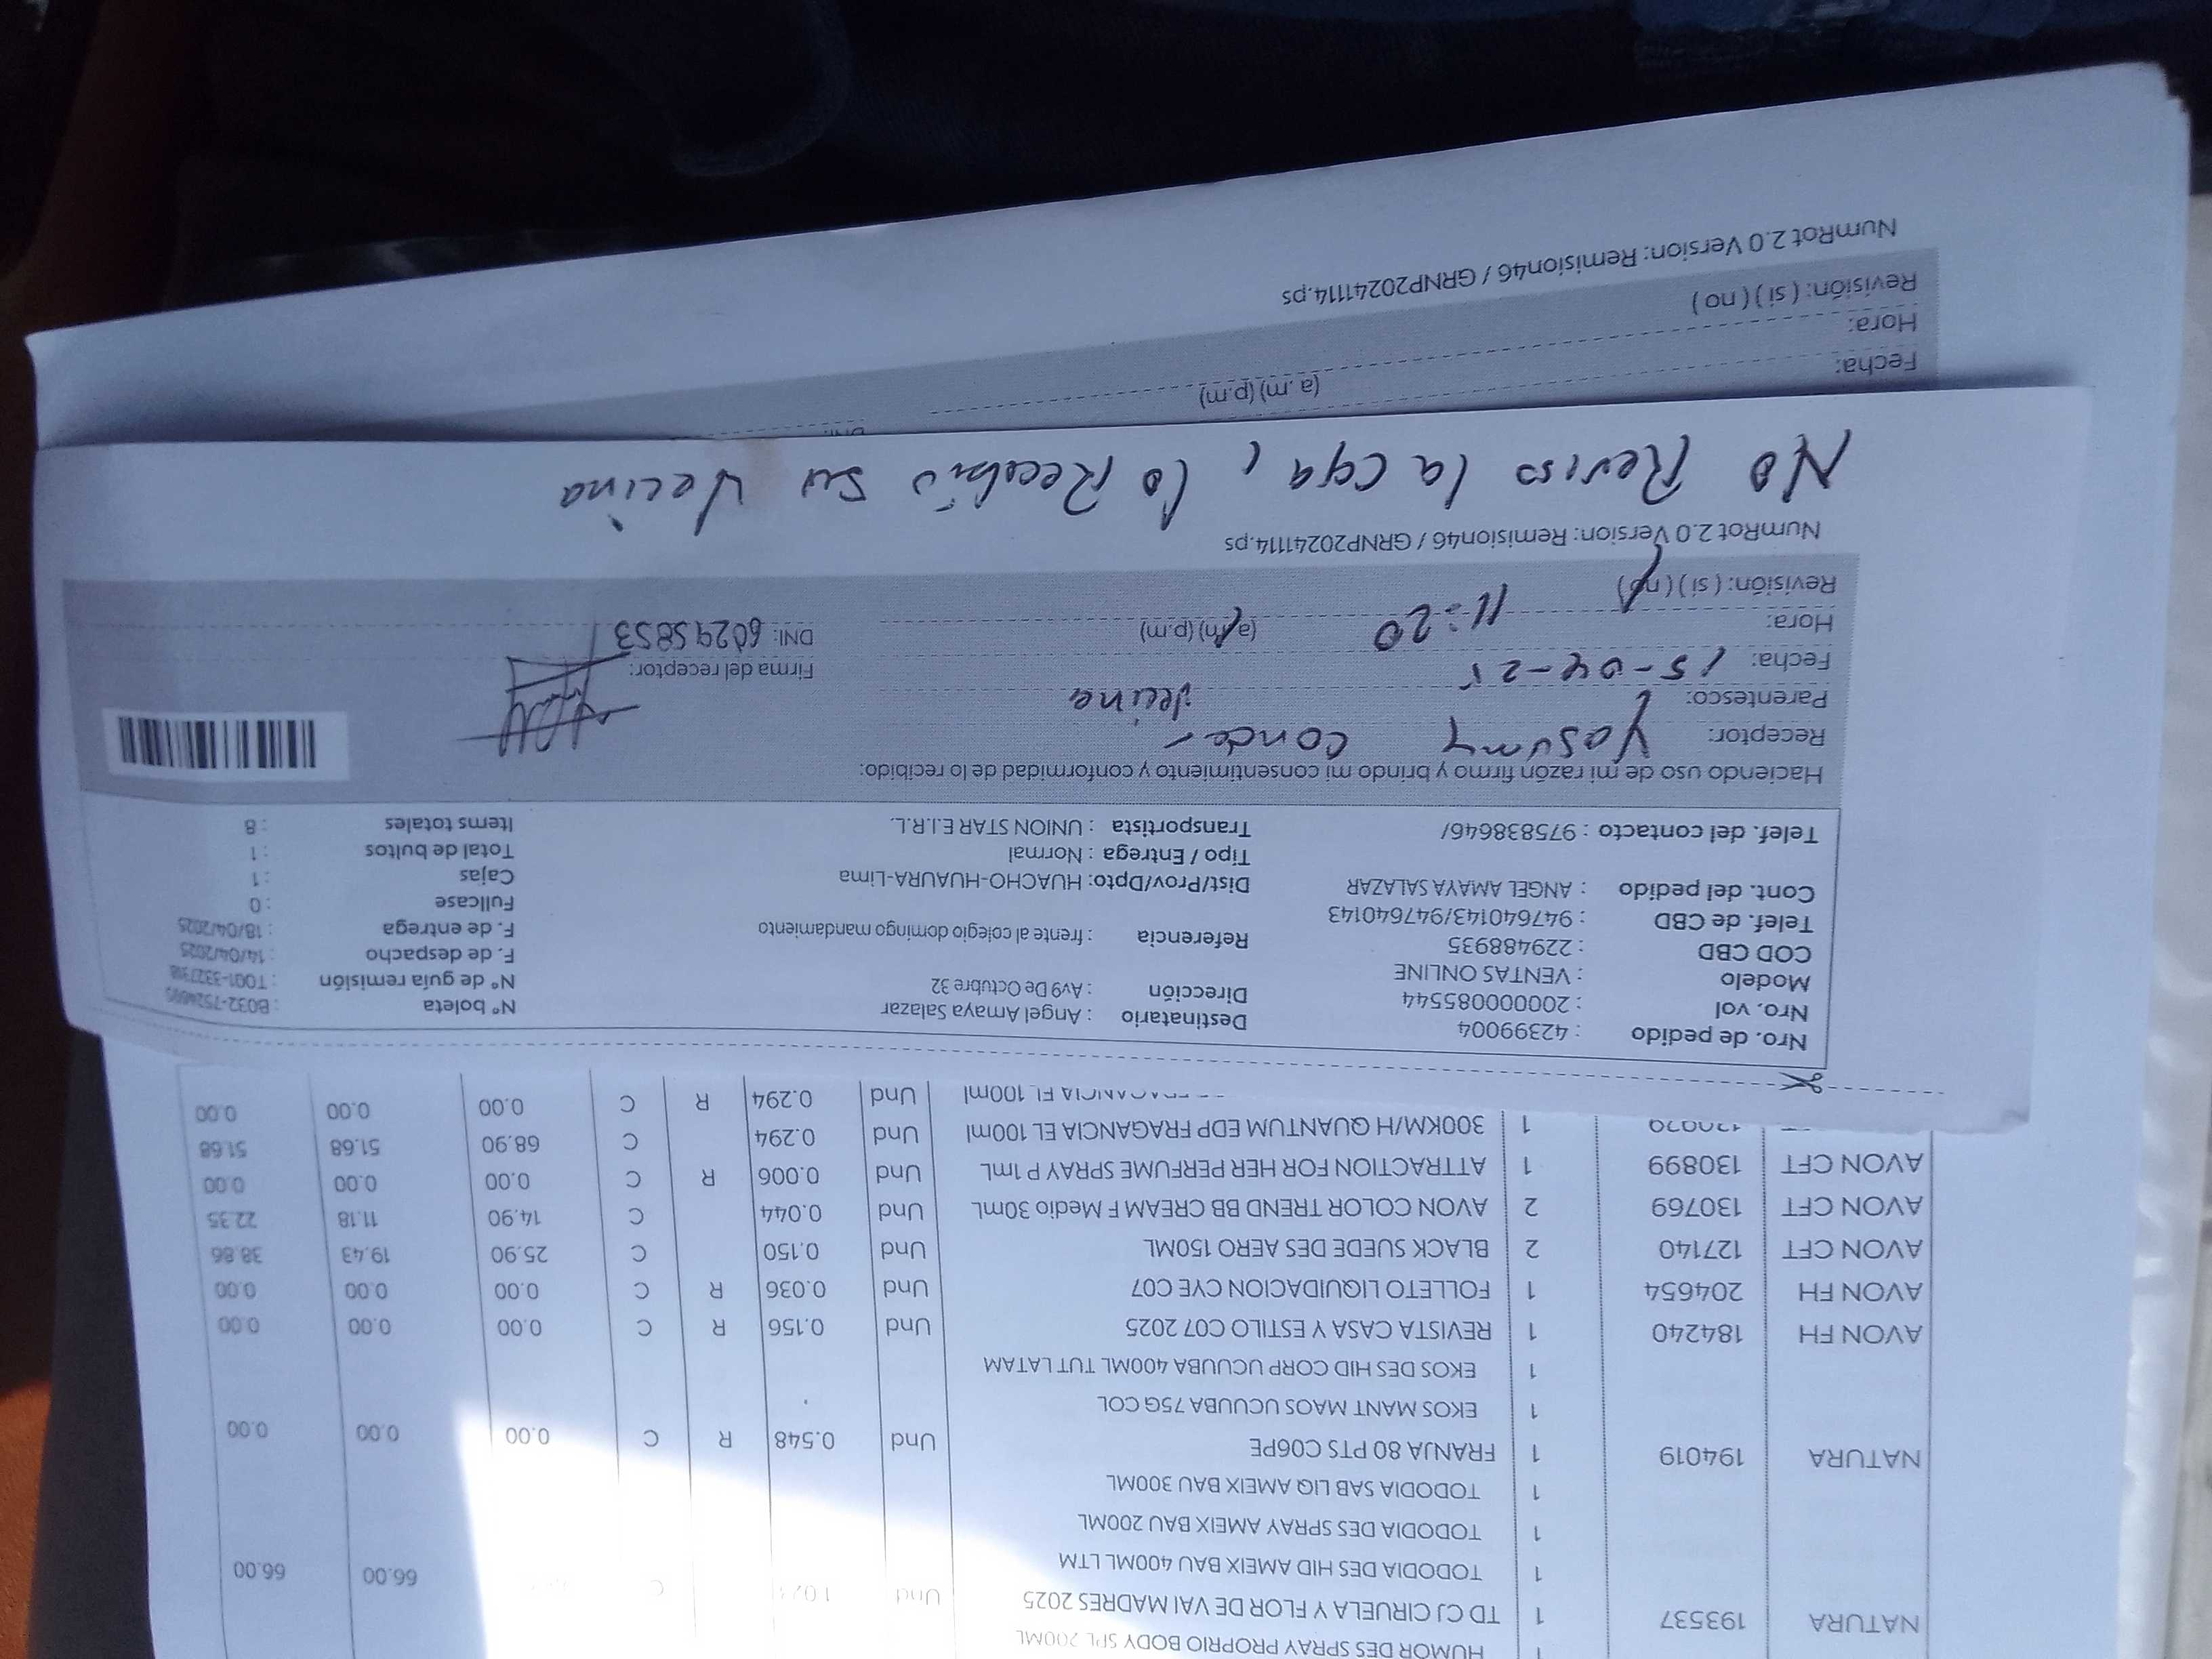 1 HUMOR DES SPRAY PROPRIO BODY SPL 200ML
NATURA 193537 1 TD CJ CIRUELA Y FLOR DE VAI MADRES 2025 Und C 66.00 66.00
1 TODODIA DES HID AMEIX BAU 400ML LTM
1 TODODIA DES SPRAY AMEIX BAU 200ML
1 TODODIA SAB LIQ AMEIX BAU 300ML
NATURA 194019 1 FRANJA 80 PTS C06PE Und 0.548 R C 0.00 0.00 0.00
1 EKOS MANT MAOS UCUUBA 75G COL
1 EKOS DES HID CORP UCUUBA 400ML TUT LATAM
AVON FH 184240 1 REVISTA CASA Y ESTILO C07 2025 Und 0.156 R C 0.00 0.00 0.00
AVON FH 204654 1 FOLLETO LIQUIDACION CYE C07 Und 0.036 R C 0.00 0.00 0.00
AVON CFT 127140 2 BLACK SUEDE DES AERO 150ML Und 0.150 C 25.90 19.43 38.86
AVON CFT 130769 2 AVON COLOR TREND BB CREAM F Medio 30mL Und 0.044 C 14.90 11.18 22.35
AVON CFT 130899 1 ATTRACTION FOR HER PERFUME SPRAY P 1mL Und 0.006 R C 0.00 0.00 0.00
1 300KM/H QUANTUM EDP FRAGANCIA EL 100ml Und 0.294 C 68.90 51.68 51.68
EL 100ml Und 0.294 R C 0.00 0.00 0.00
Nro. de pedido : 42399004 Destinatario : Angel Amaya Salazar N° boleta
Nro. vol : 20000085544 Dirección : Av9 De Octubre 32 N° de guía remisión
Modelo : VENTAS ONLINE F. de despacho : 14/04/2025
COD CBD : 229488935 Referencia : frente al colegio domingo mandamiento F. de entrega : 18/04/2025
Telef. de CBD : 947640143/947640143 Fullcase : 0
Cont. del pedido : ANGEL AMAYA SALAZAR Dist/Prov/Dpto: HUACHO-HUAURA-Lima Cajas : 1
Tipo / Entrega : Normal Total de bultos : 1
Telef. del contacto : 975838646/ Transportista : UNION STAR E.I.R.L. Items totales : 8
Haciendo uso de mi razón firmo y brindo mi consentimiento y conformidad de lo recibido:
Receptor: Yasumy
Parentesco: Vecina
Fecha: 15-04-25 Firma del receptor:
Hora: 11:20 (a.m) (p.m) DNI: 60295853
Revisión: (si) (no)
NumRot 2.0 Version: Remision46 / GRNP20241114.ps
No Reviso la caja, lo Recebio su Vecina
DNI:
Fecha:
Hora: (a.m) (p.m)
Revisión: (si) (no)
NumRot 2.0 Version: Remision46 / GRNP20241114.ps